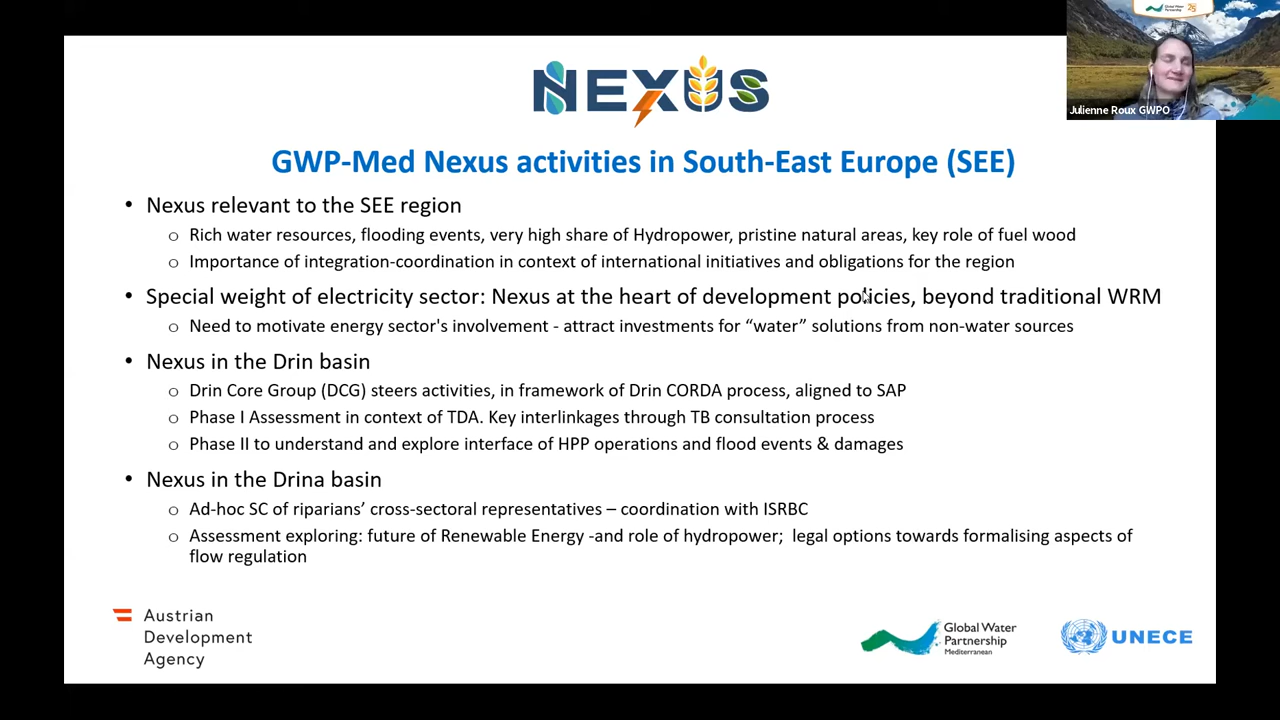 Global Water
Partnership
25
Julienne Roux GWPO
NEXUS
GWP-Med Nexus activities in South-East Europe (SEE)
• Nexus relevant to the SEE region
o Rich water resources, flooding events, very high share of Hydropower, pristine natural areas, key role of fuel wood
o Importance of integration-coordination in context of international initiatives and obligations for the region
• Special weight of electricity sector: Nexus at the heart of development policies, beyond traditional WRM
o Need to motivate energy sector's involvement - attract investments for “water” solutions from non-water sources
• Nexus in the Drin basin
o Drin Core Group (DCG) steers activities, in framework of Drin CORDA process, aligned to SAP
o Phase I Assessment in context of TDA. Key interlinkages through TB consultation process
o Phase II to understand and explore interface of HPP operations and flood events & damages
• Nexus in the Drina basin
o Ad-hoc SC of riparians’ cross-sectoral representatives – coordination with ISRBC
o Assessment exploring: future of Renewable Energy -and role of hydropower; legal options towards formalising aspects of
flow regulation
Austrian
Development
Agency
Global Water
Partnership
Mediterranean
UNECE